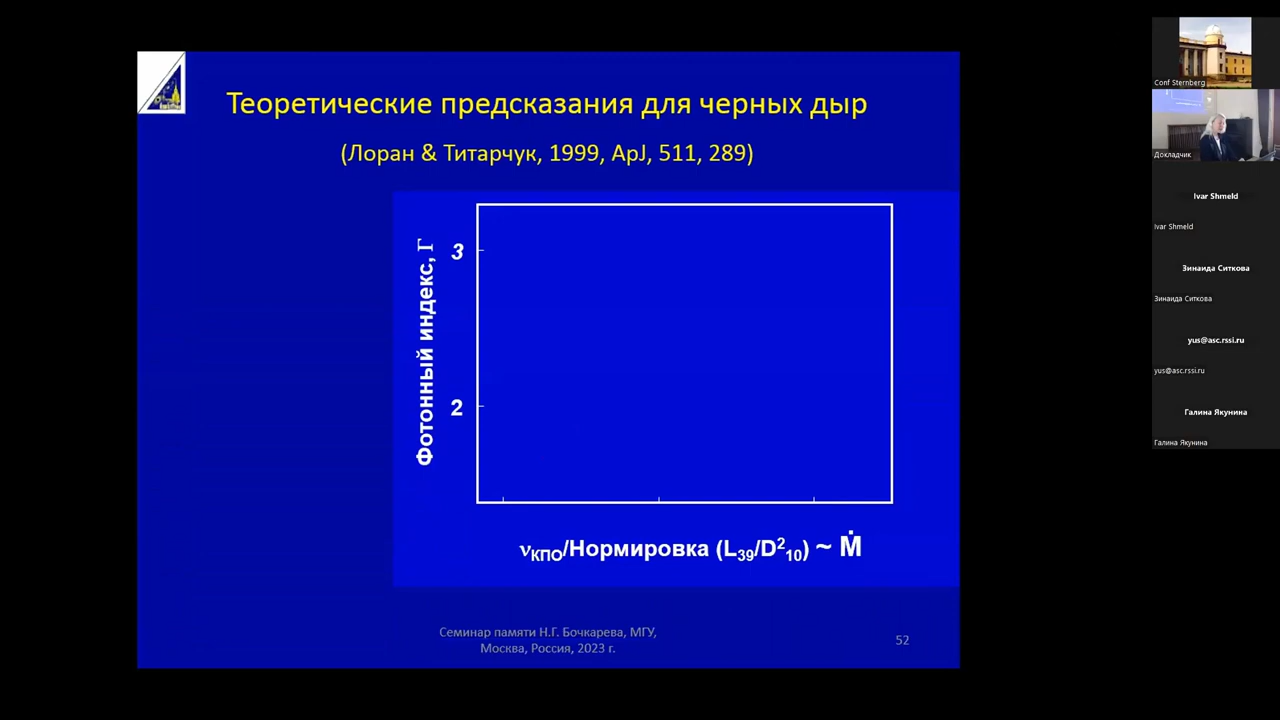 Теоретические предсказания для черных дыр
(Лоран & Титарчук, 1999, ApJ, 511, 289)
Фотонный индекс, Γ
3
2
νКПО/Нормировка (L39/D²10) ~ Ṁ
Семинар памяти Н.Г. Бочкарева, МГУ,
Москва, Россия, 2023 г.
52
Conf Sternberg
Докладчик
Ivar Shmeld
Ivar Shmeld
Зинаида Ситкова
Зинаида Ситкова
yus@asc.rssi.ru
yus@asc.rssi.ru
Галина Якунина
Галина Якунина